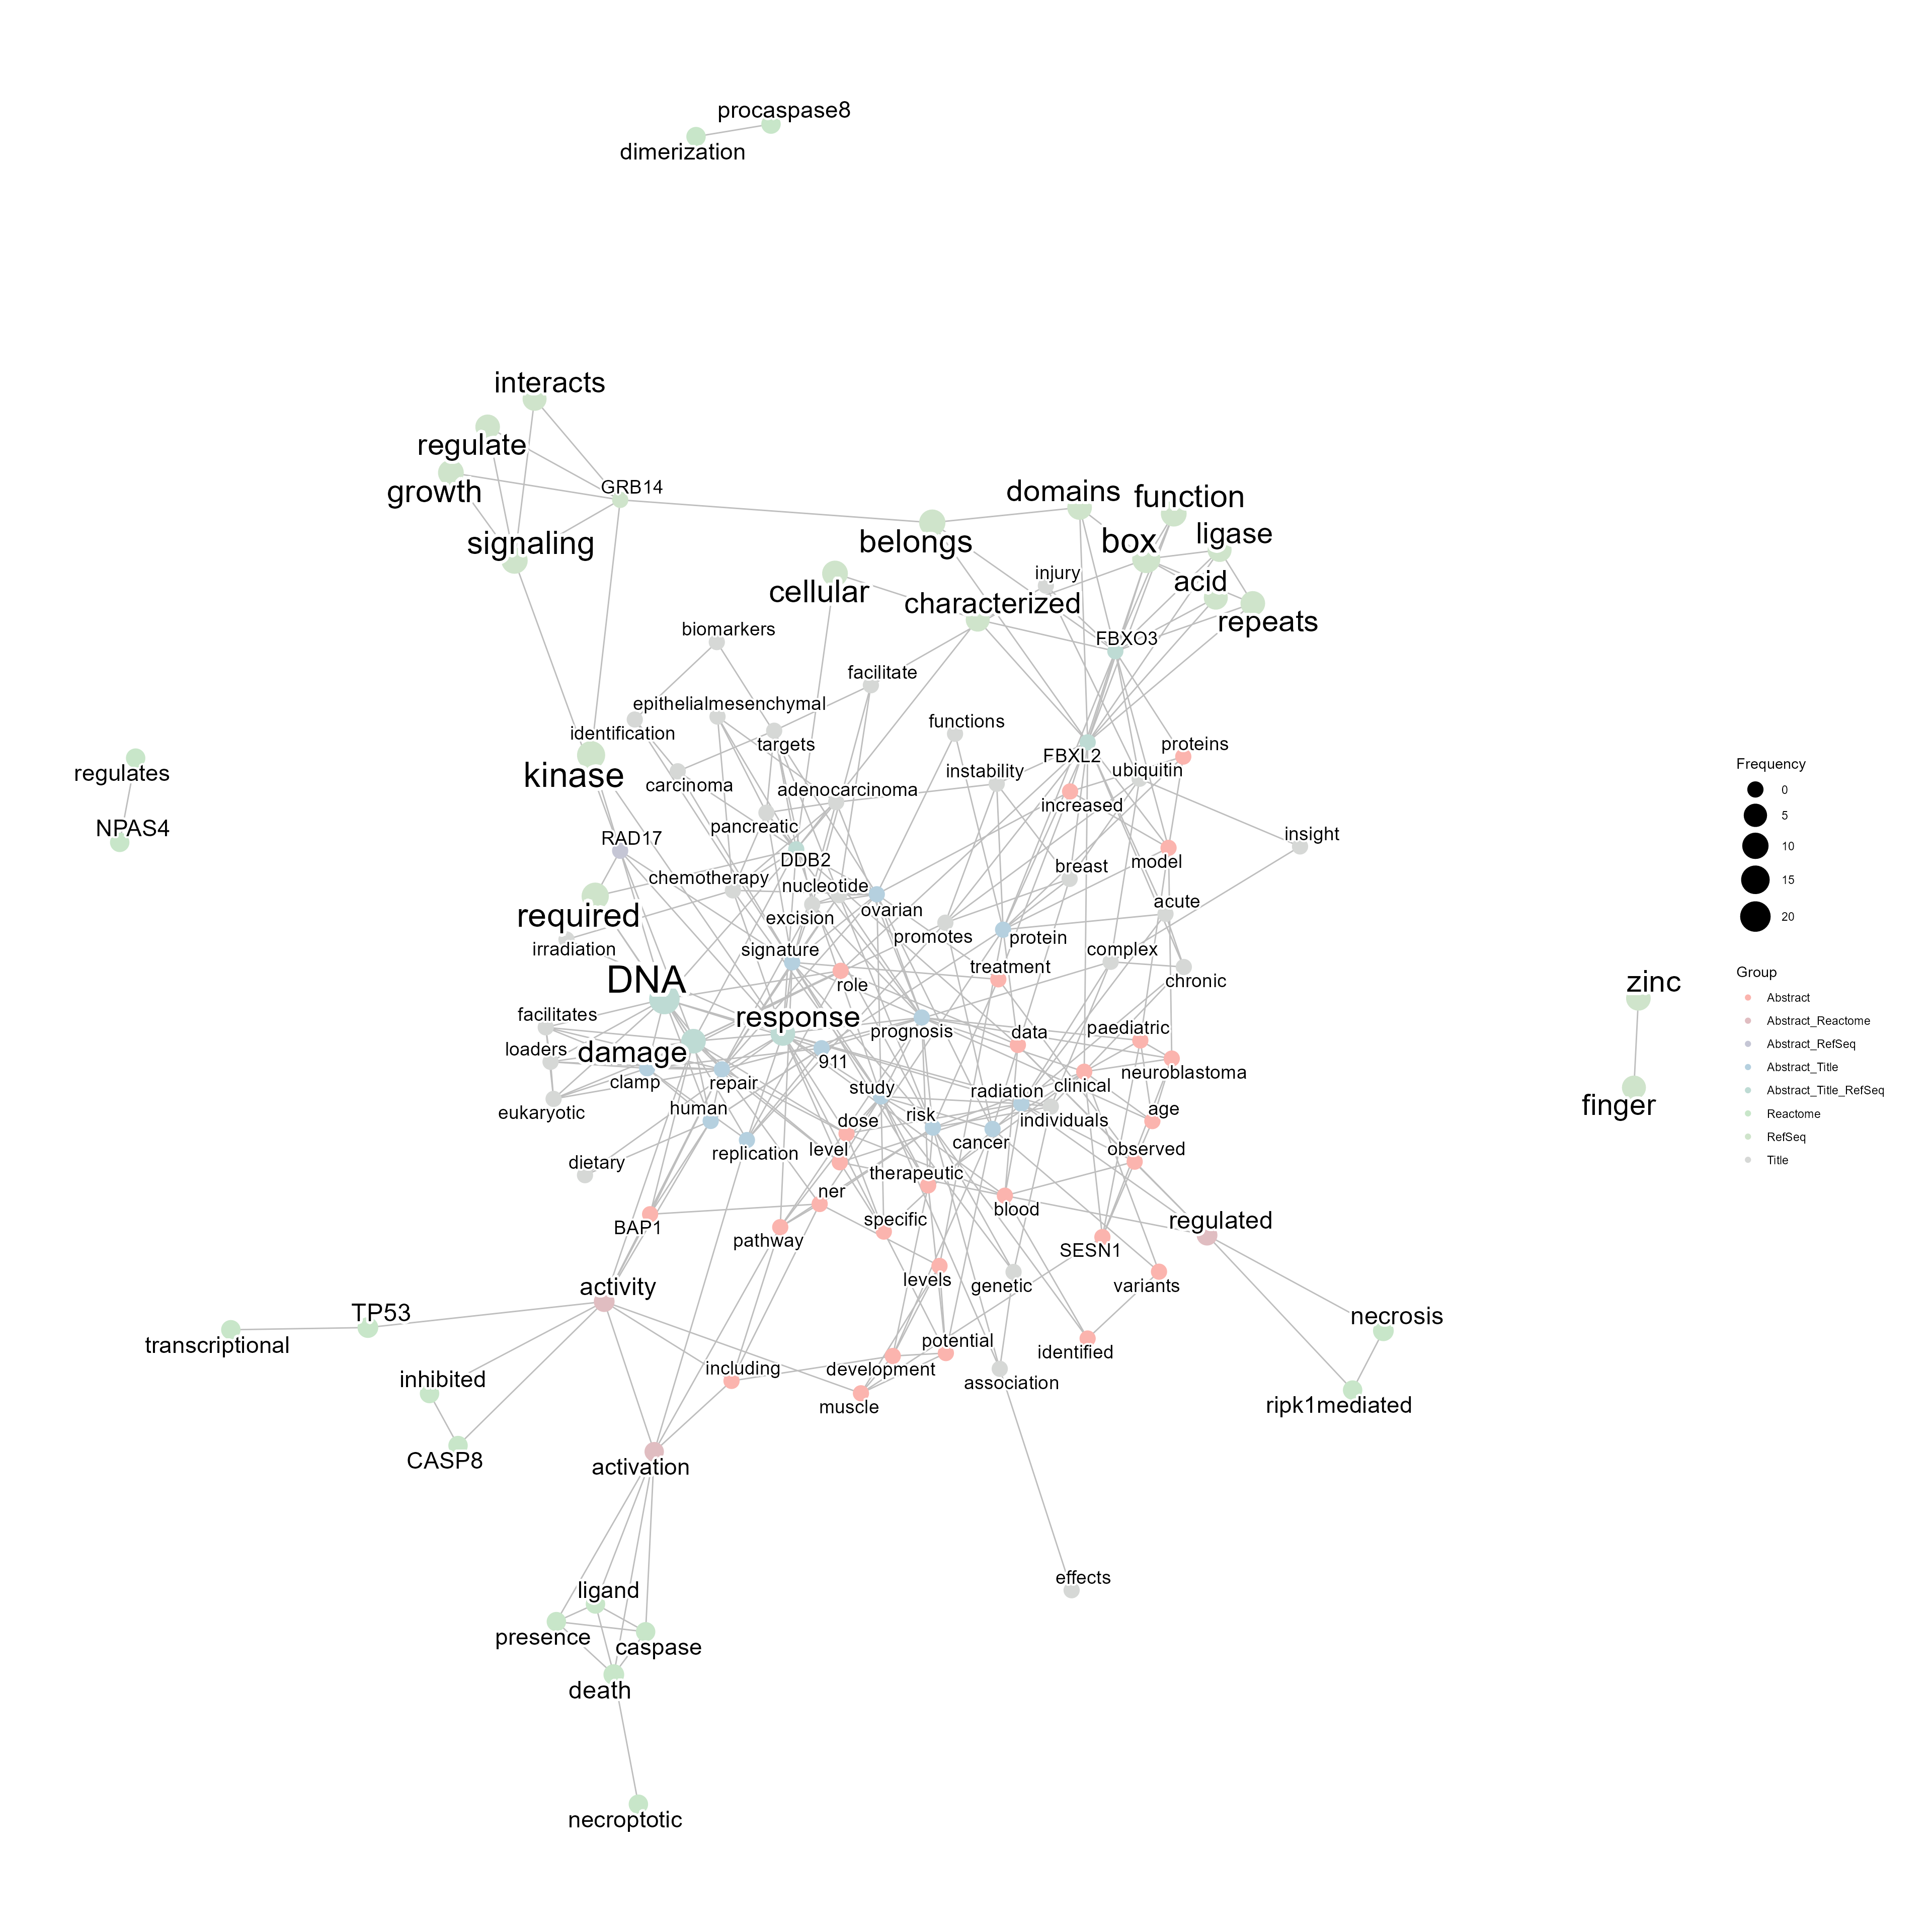 procaspase8
dimerization
interacts
regulate
growth
GRB14
signaling
domains
function
belongs
box
ligase
injury
acid
cellular
characterized
repeats
biomarkers
FBXO3
facilitate
epithelialmesenchymal
functions
identification
targets
proteins
FBXL2
regulates
kinase
carcinoma
instability
ubiquitin
adenocarcinoma
increased
NPAS4
pancreatic
insight
RAD17
DDB2
model
breast
chemotherapy
nucleotide
acute
required
excision
ovarian
irradiation
signature
promotes
protein
complex
DNA
role
treatment
chronic
zinc
facilitates
response
prognosis
data
paediatric
loaders
damage
911
clamp
repair
study
radiation
clinical
neuroblastoma
eukaryotic
human
dose
risk
individuals
age
finger
replication
level
cancer
observed
dietary
therapeutic
ner
BAP1
pathway
specific
blood
regulated
SESN1
activity
levels
genetic
variants
TP53
transcriptional
necrosis
inhibited
including
potential
identified
development
association
muscle
ripk1mediated
CASP8
activation
effects
ligand
presence
caspase
death
necroptotic
Frequency
0
5
10
15
20
Group
Abstract
Abstract_Reactome
Abstract_RefSeq
Abstract_Title
Abstract_Title_RefSeq
Reactome
RefSeq
Title